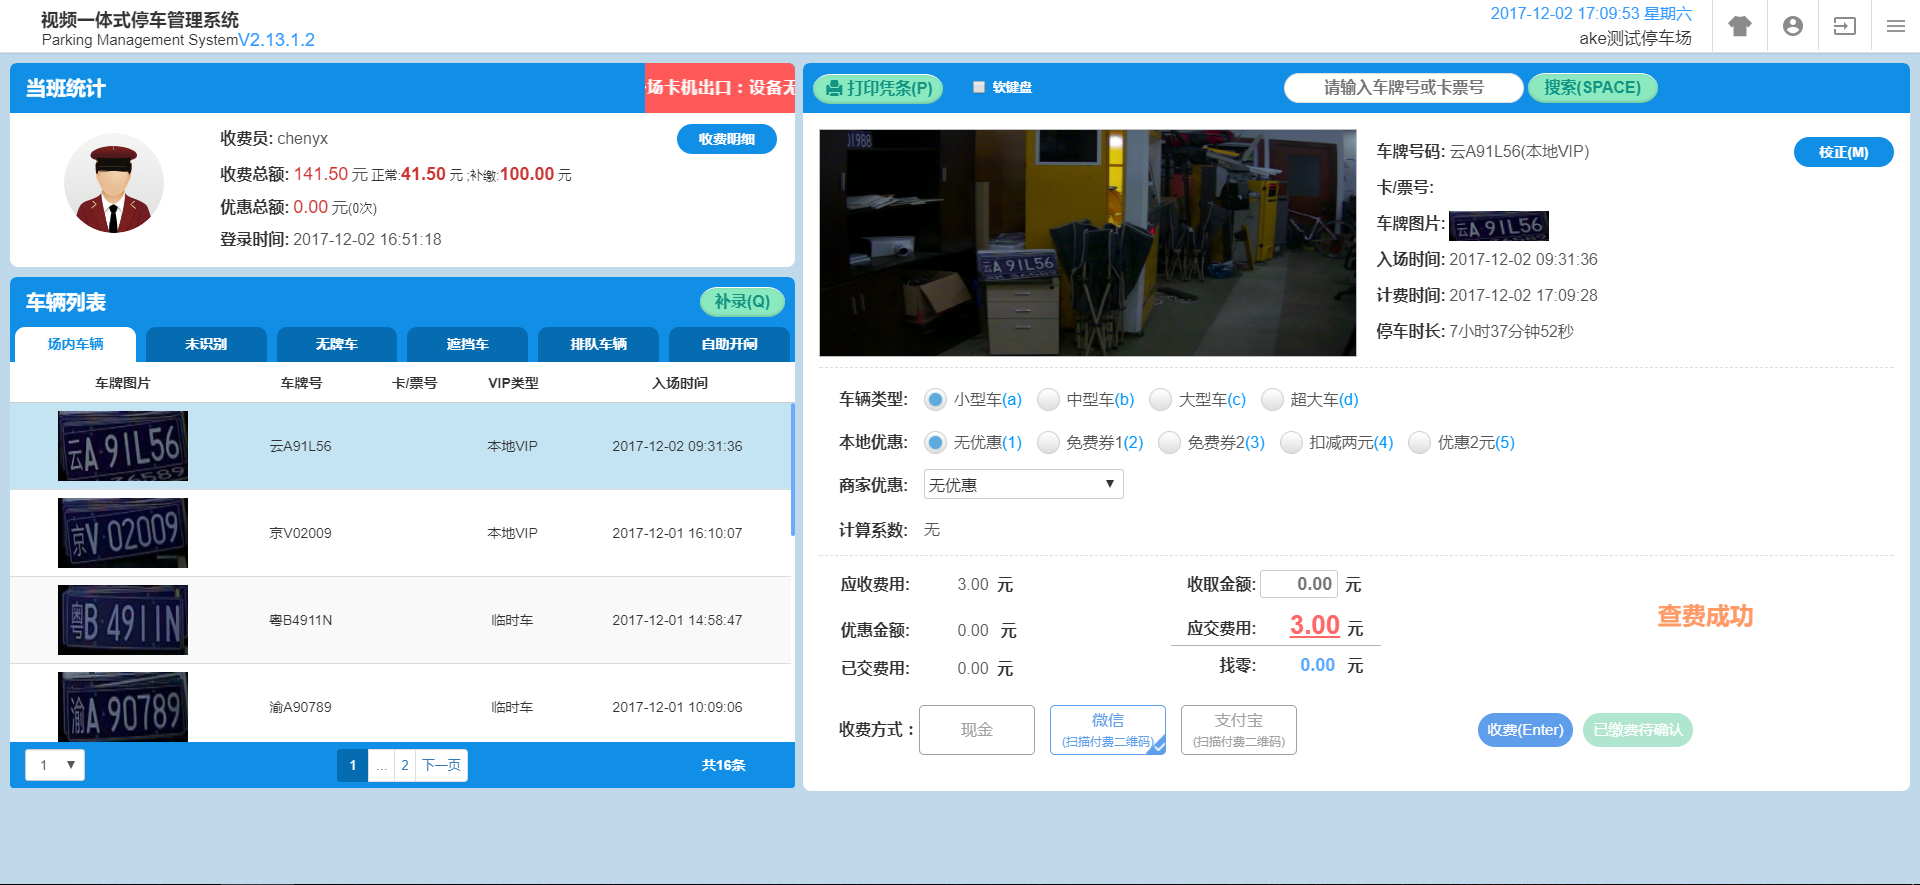 视频一体式停车管理系统
Parking Management SystemV2.13.1.2
2017-12-02 17:09:53 星期六
ake测试停车场
当班统计
场卡机出口：设备无
收费员: chenyx
收费明细
收费总额: 141.50 元 正常:41.50 元 ;补缴:100.00 元
优惠总额: 0.00 元(0次)
登录时间: 2017-12-02 16:51:18
车辆列表
补录(Q)
场内车辆 未识别 无牌车 遮挡车 排队车辆 自助开闸
车牌图片 车牌号 卡/票号 VIP类型 入场时间
云A·91L56 云A91L56 本地VIP 2017-12-02 09:31:36
京V·02009 京V02009 本地VIP 2017-12-01 16:10:07
粤B·4911N 粤B4911N 临时车 2017-12-01 14:58:47
渝A·90789 渝A90789 临时车 2017-12-01 10:09:06
1 ▼ 1 ... 2 下一页 共16条
打印凭条(P) 软键盘 请输入车牌号或卡票号 搜索(SPACE)
01988
云A 91L56
车牌号码: 云A91L56(本地VIP)
校正(M)
卡/票号:
车牌图片: 云A·91L56
入场时间: 2017-12-02 09:31:36
计费时间: 2017-12-02 17:09:28
停车时长: 7小时37分钟52秒
车辆类型: 小型车(a) 中型车(b) 大型车(c) 超大车(d)
本地优惠: 无优惠(1) 免费券1(2) 免费券2(3) 扣减两元(4) 优惠2元(5)
商家优惠: 无优惠 ▼
计算系数: 无
应收费用: 3.00 元 收取金额: 0.00 元
优惠金额: 0.00 元 应交费用: 3.00 元
已交费用: 0.00 元 找零: 0.00 元
查费成功
收费方式： 现金 微信 支付宝
(扫描付费二维码) (扫描付费二维码)
收费(Enter) 已缴费待确认